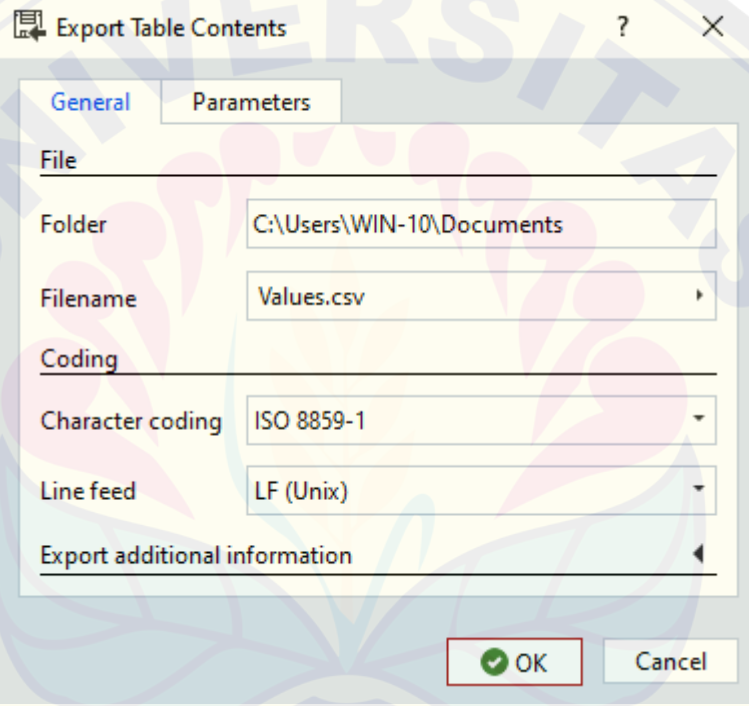 Export Table Contents ?
General Parameters
File
Folder C:\Users\WIN-10\Documents
Filename Values.csv
Coding
Character coding ISO 8859-1
Line feed LF (Unix)
Export additional information
OK Cancel